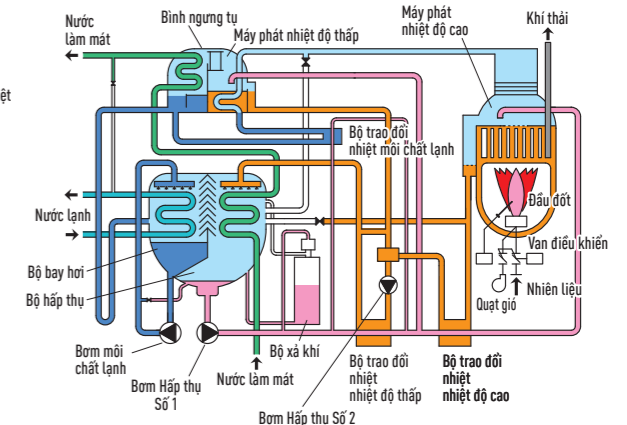 Nước
làm mát
Bình ngưng tụ
Máy phát nhiệt độ thấp
Máy phát
nhiệt độ cao
Khí thải
ệt
Bộ trao đổi
nhiệt môi chất lạnh
Nước lạnh
Đầu đốt
Van điều khiển
Bộ bay hơi
Bộ hấp thụ
Nhiên liệu
Quạt gió
Bơm môi
chất lạnh
Bộ xả khí
Nước làm mát
Bơm Hấp thụ
Số 1
Bộ trao đổi
nhiệt
nhiệt độ thấp
Bộ trao đổi
nhiệt
nhiệt độ cao
Bơm Hấp thu Số 2